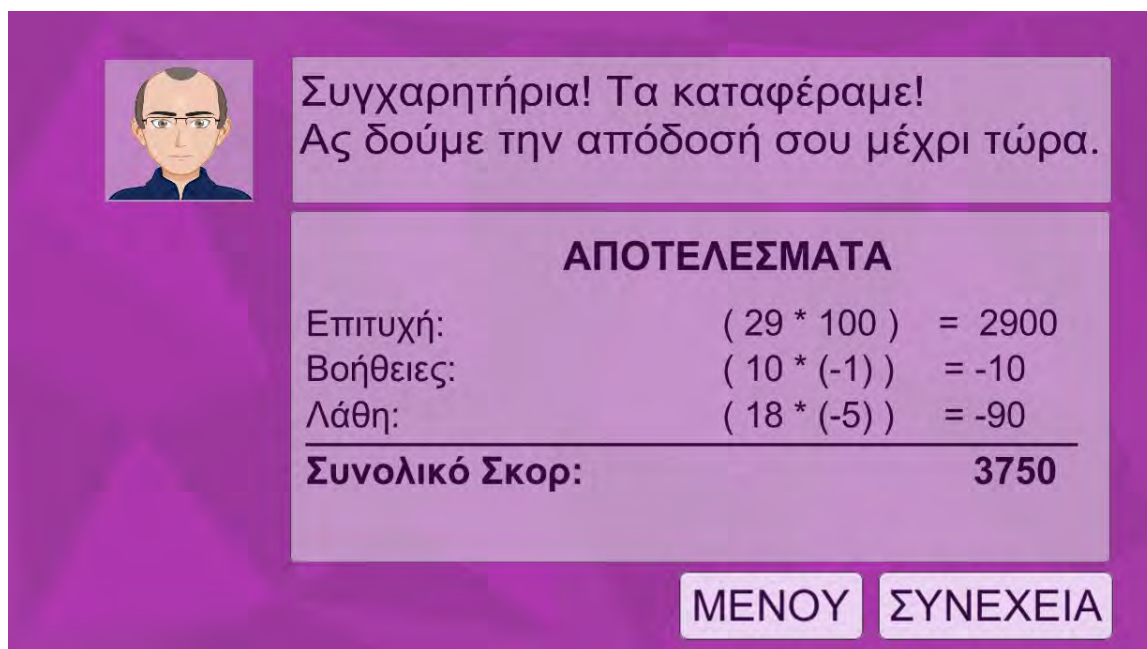 Συγχαρητήρια! Τα καταφέραμε!
Ας δούμε την απόδοσή σου μέχρι τώρα.
ΑΠΟΤΕΛΕΣΜΑΤΑ
Επιτυχή: ( 29 * 100 ) = 2900
Βοήθειες: ( 10 * (-1) ) = -10
Λάθη: ( 18 * (-5) ) = -90
Συνολικό Σκορ: 3750
ΜΕΝΟΥ ΣΥΝΕΧΕΙΑ